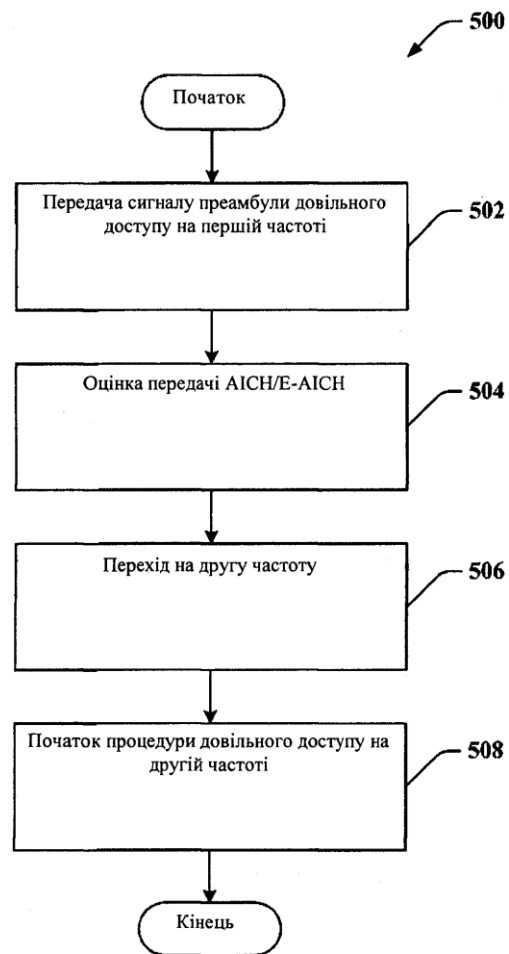 500
Початок
Передача сигналу преамбули довільного
доступу на першій частоті
502
Оцінка передачі AICH/E-AICH
504
Перехід на другу частоту
506
Початок процедури довільного доступу на
другій частоті
508
Кінець